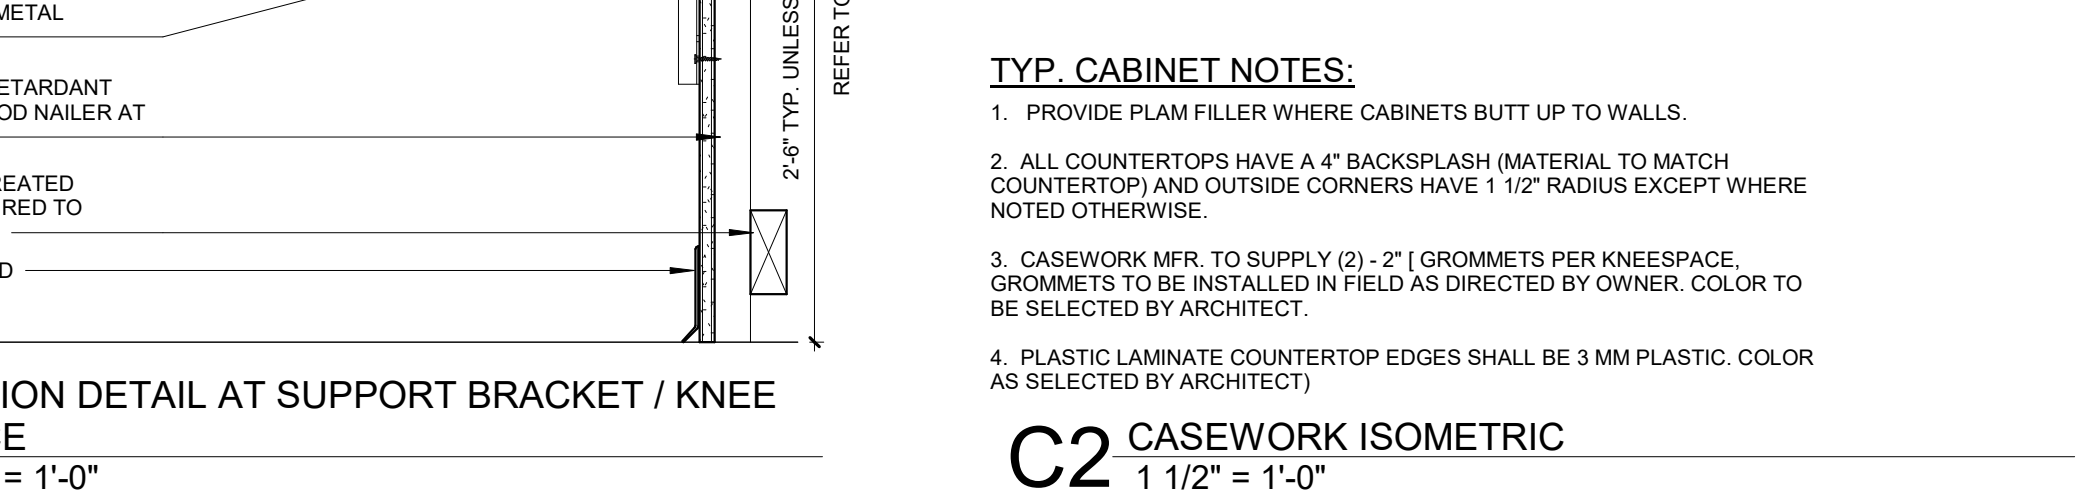 METAL
ETARDANT
OD NAILER AT
REATED
RED TO
D
2'-6" TYP. UNLESS
REFER TO
ION DETAIL AT SUPPORT BRACKET / KNEE
CE
= 1'-0"
TYP. CABINET NOTES:
1. PROVIDE PLAM FILLER WHERE CABINETS BUTT UP TO WALLS.
2. ALL COUNTERTOPS HAVE A 4" BACKSPLASH (MATERIAL TO MATCH
COUNTERTOP) AND OUTSIDE CORNERS HAVE 1 1/2" RADIUS EXCEPT WHERE
NOTED OTHERWISE.
3. CASEWORK MFR. TO SUPPLY (2) - 2" [ GROMMETS PER KNEESPACE,
GROMMETS TO BE INSTALLED IN FIELD AS DIRECTED BY OWNER. COLOR TO
BE SELECTED BY ARCHITECT.
4. PLASTIC LAMINATE COUNTERTOP EDGES SHALL BE 3 MM PLASTIC. COLOR
AS SELECTED BY ARCHITECT)
C2 CASEWORK ISOMETRIC
1 1/2" = 1'-0"